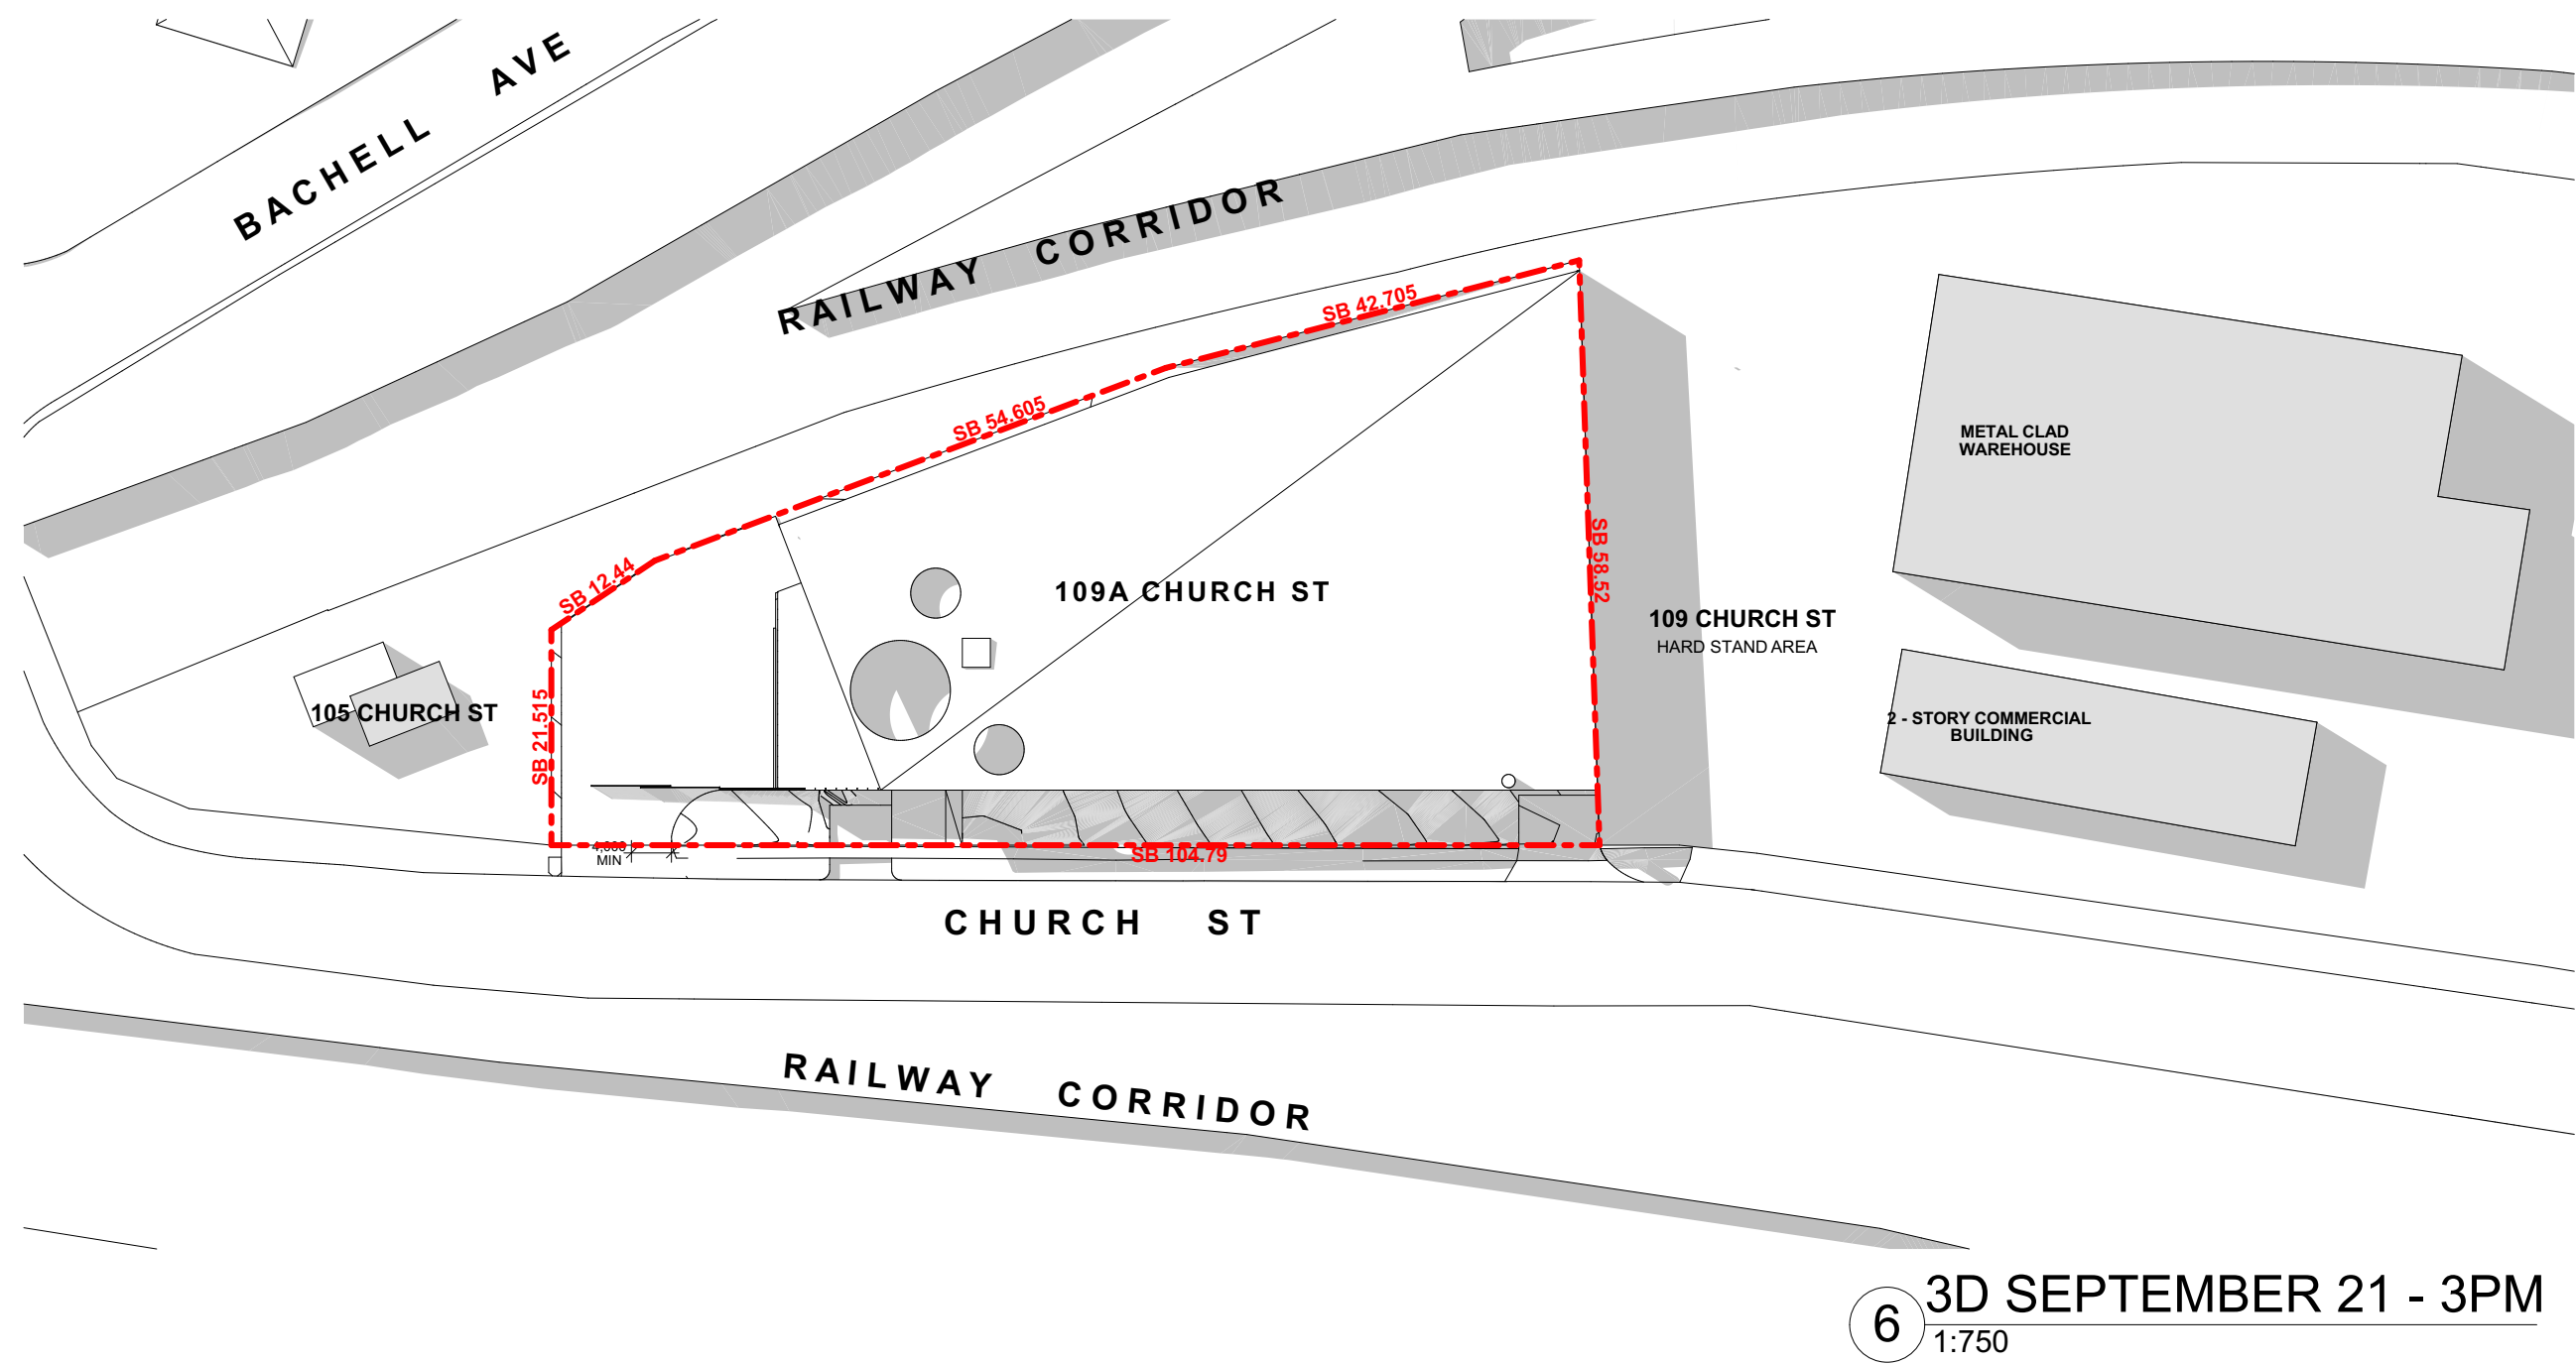 BACHELL AVE
RAILWAY CORRIDOR
SB 42.705
SB 54.605
SB 12.44
SB 21.515
SB 58.52
SB 104.79
METAL CLAD
WAREHOUSE
109A CHURCH ST
109 CHURCH ST
HARD STAND AREA
105 CHURCH ST
2 - STORY COMMERCIAL
BUILDING
4,000
MIN
CHURCH ST
RAILWAY CORRIDOR
6
3D SEPTEMBER 21 - 3PM
1:750